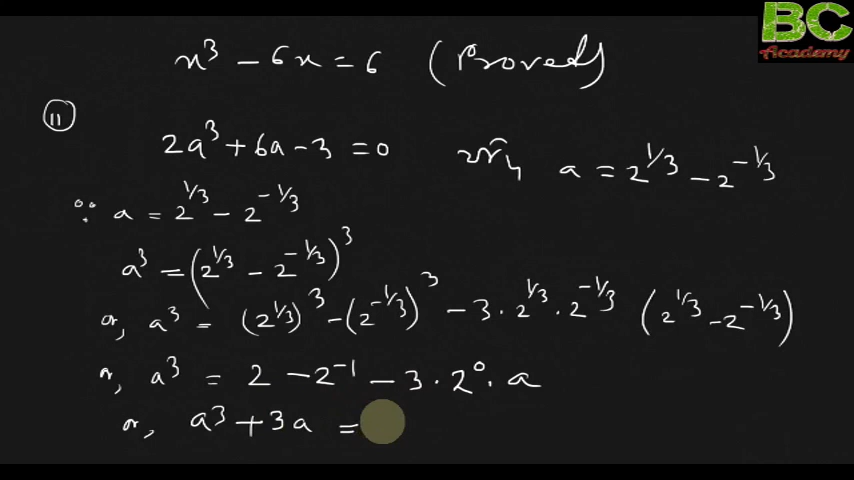 BC
Academy
x³ - 6x = 6 (Proved)
(ii)
2a³ + 6a - 3 = 0 যদি, a = 2^{1/3} - 2^{-1/3}
∵ a = 2^{1/3} - 2^{-1/3}
a³ = (2^{1/3} - 2^{-1/3})³
or, a³ = (2^{1/3})³ - (2^{-1/3})³ - 3 · 2^{1/3} · 2^{-1/3} (2^{1/3} - 2^{-1/3})
or, a³ = 2 - 2^{-1} - 3 · 2⁰ · a
or, a³ + 3a =